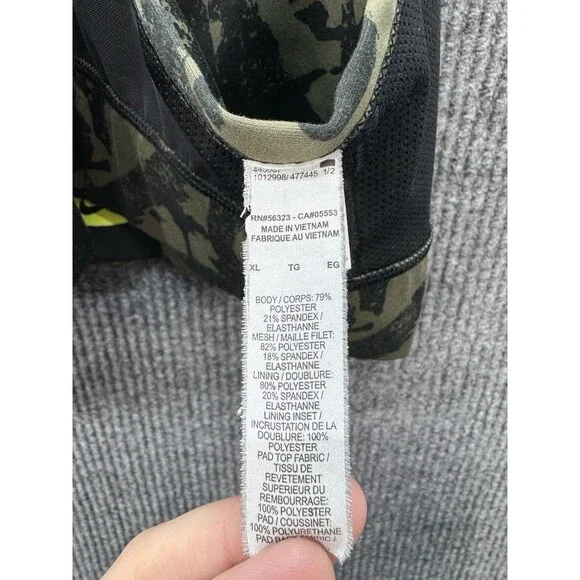 1012998/477445 1/2
RN#56323 - CA#05553
MADE IN VIETNAM
FABRIQUE AU VIETNAM
XL TG EG
BODY / CORPS: 79%
POLYESTER
21% SPANDEX /
ELASTHANNE
MESH / MAILLE FILET:
82% POLYESTER
18% SPANDEX /
ELASTHANNE
LINING / DOUBLURE:
80% POLYESTER
20% SPANDEX /
ELASTHANNE
LINING INSET /
INCRUSTATION DE LA
DOUBLURE: 100%
POLYESTER
PAD TOP FABRIC /
TISSU DE
REVETEMENT
SUPERIEUR DU
REMBOURRAGE:
100% POLYESTER
PAD / COUSSINET:
100% POLYURETHANE
PAD BACK FABRIC /